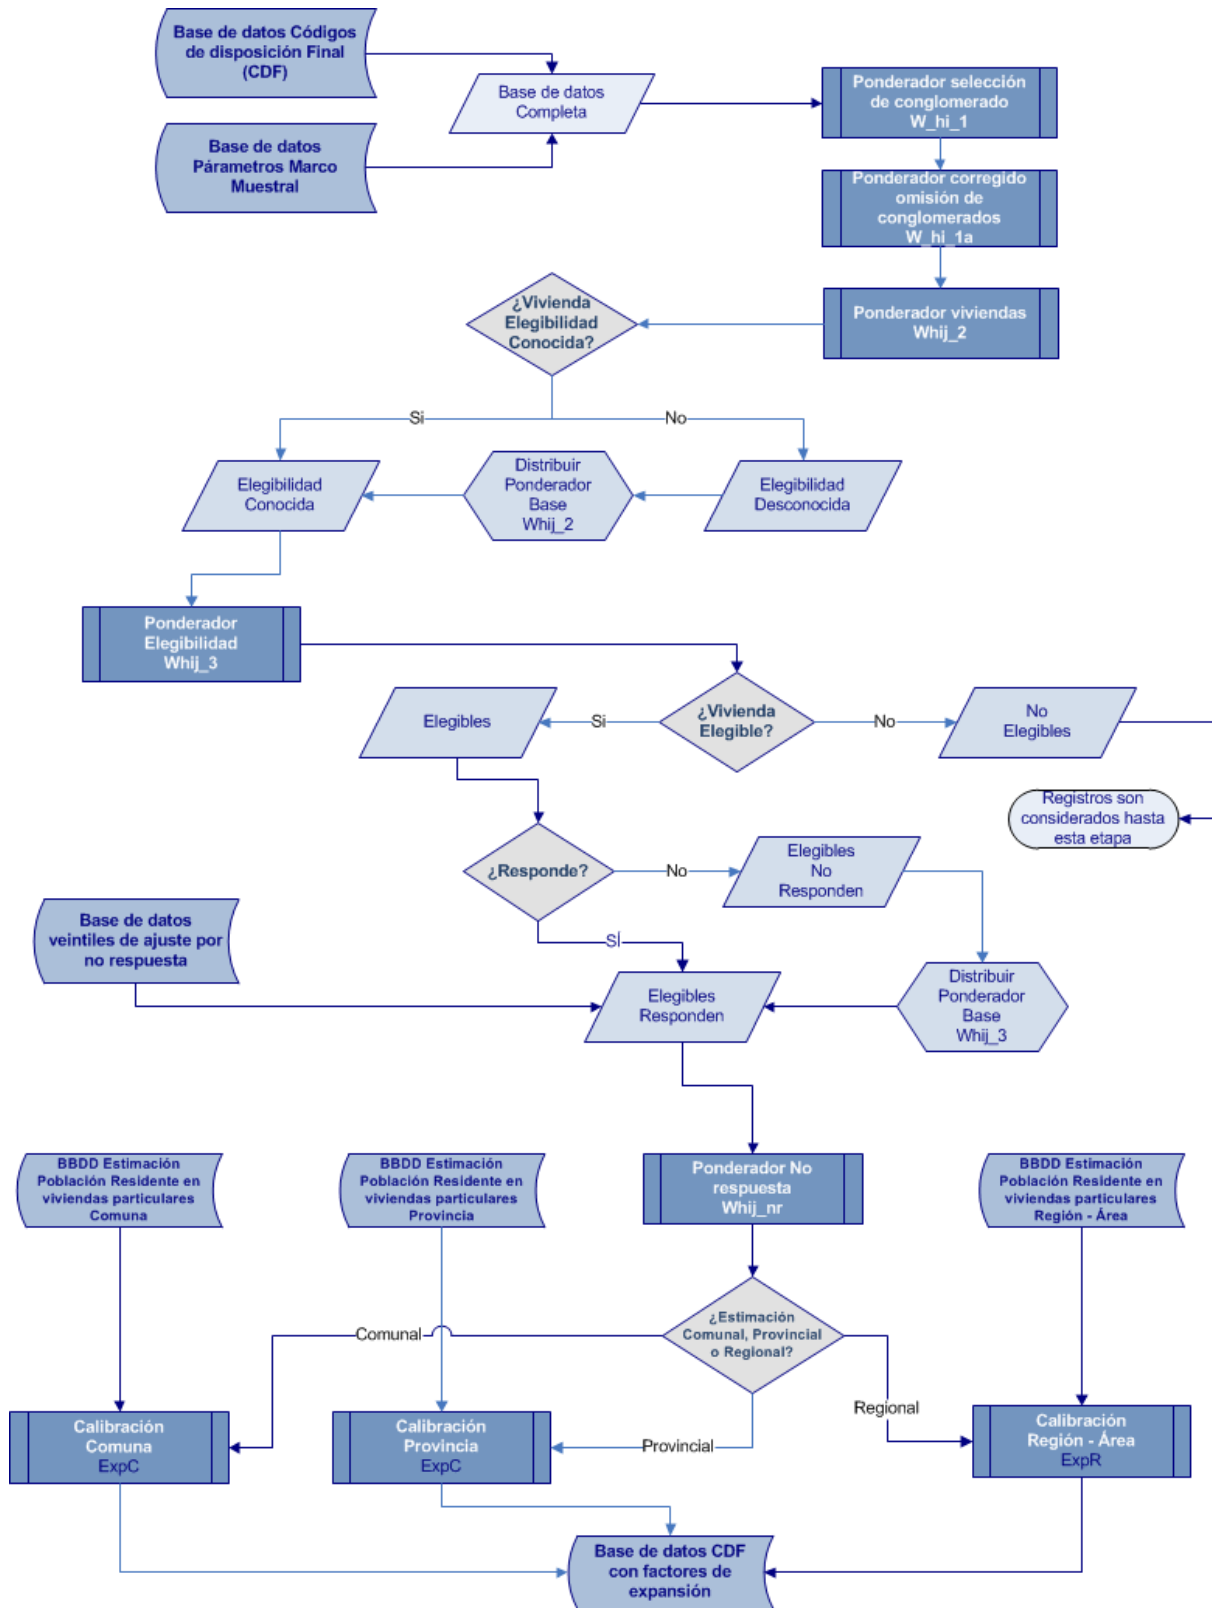 Base de datos Códigos
de disposición Final
(CDF)
Base de datos
Completa
Ponderador selección
de conglomerado
W_hi_1
Base de datos
Párametros Marco
Muestral
Ponderador corregido
omisión de
conglomerados
W_hi_1a
¿Vivienda
Elegibilidad
Conocida?
Ponderador viviendas
Whij_2
Si
No
Elegibilidad
Conocida
Distribuir
Ponderador
Base
Whij_2
Elegibilidad
Desconocida
Ponderador
Elegibilidad
Whij_3
Elegibles
Si
¿Vivienda
Elegible?
No
No
Elegibles
Registros son
considerados hasta
esta etapa
¿Responde?
No
Elegibles
No
Responden
Base de datos
veintiles de ajuste por
no respuesta
SÍ
Elegibles
Responden
Distribuir
Ponderador
Base
Whij_3
BBDD Estimación
Población Residente en
viviendas particulares
Comuna
BBDD Estimación
Población Residente en
viviendas particulares
Provincia
Ponderador No
respuesta
Whij_nr
BBDD Estimación
Población Residente en
viviendas particulares
Región - Área
Comunal
¿Estimación
Comunal, Provincial
o Regional?
Regional
Provincial
Calibración
Comuna
ExpC
Calibración
Provincia
ExpC
Calibración
Región - Área
ExpR
Base de datos CDF
con factores de
expansión